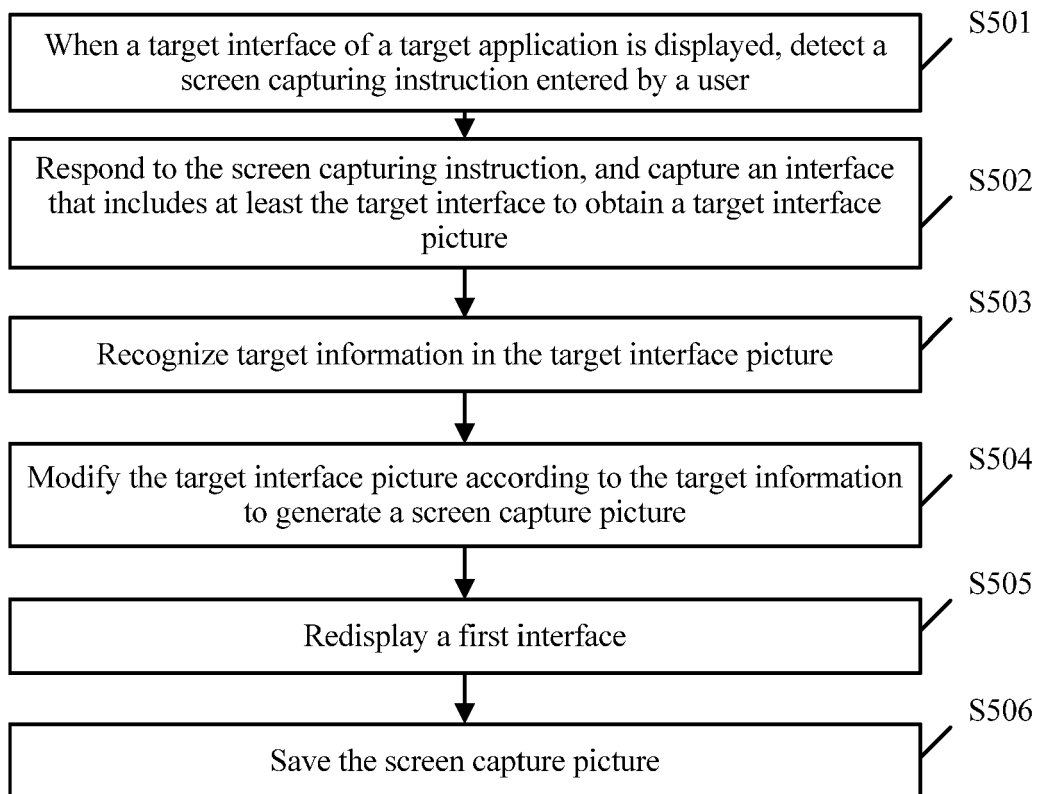 S501
When a target interface of a target application is displayed, detect a
screen capturing instruction entered by a user
S502
Respond to the screen capturing instruction, and capture an interface
that includes at least the target interface to obtain a target interface
picture
S503
Recognize target information in the target interface picture
S504
Modify the target interface picture according to the target information
to generate a screen capture picture
S505
Redisplay a first interface
S506
Save the screen capture picture